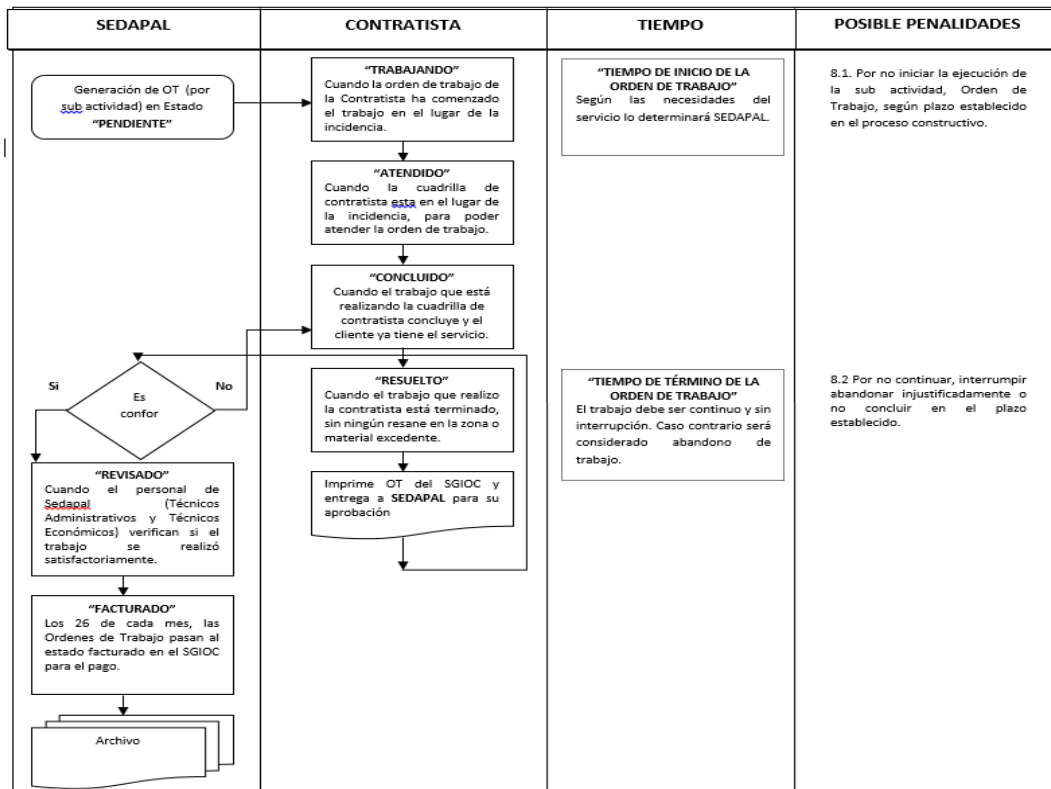 SEDAPAL
CONTRATISTA
TIEMPO
POSIBLE PENALIDADES
Generación de OT (por
sub actividad) en Estado
“PENDIENTE”
“TRABAJANDO”
Cuando la orden de trabajo de
la Contratista ha comenzado
el trabajo en el lugar de la
incidencia.
“TIEMPO DE INICIO DE LA
ORDEN DE TRABAJO”
Según las necesidades del
servicio lo determinará SEDAPAL.
8.1. Por no iniciar la ejecución de
la sub actividad, Orden de
Trabajo, según plazo establecido
en el proceso constructivo.
“ATENDIDO”
Cuando la cuadrilla de
contratista esta en el lugar de
la incidencia, para poder
atender la orden de trabajo.
“CONCLUIDO”
Cuando el trabajo que está
realizando la cuadrilla de
contratista concluye y el
cliente ya tiene el servicio.
Si
No
Es
confor
“RESUELTO”
Cuando el trabajo que realizo
la contratista está terminado,
sin ningún resane en la zona o
material excedente.
“TIEMPO DE TÉRMINO DE LA
ORDEN DE TRABAJO”
El trabajo debe ser continuo y sin
interrupción. Caso contrario será
considerado abandono de
trabajo.
8.2 Por no continuar, interrumpir
abandonar injustificadamente o
no concluir en el plazo
establecido.
“REVISADO”
Cuando el personal de
Sedapal (Técnicos
Administrativos y Técnicos
Económicos) verifican si el
trabajo se realizó
satisfactoriamente.
Imprime OT del SGIOC y
entrega a SEDAPAL para su
aprobación
“FACTURADO”
Los 26 de cada mes, las
Ordenes de Trabajo pasan al
estado facturado en el SGIOC
para el pago.
Archivo